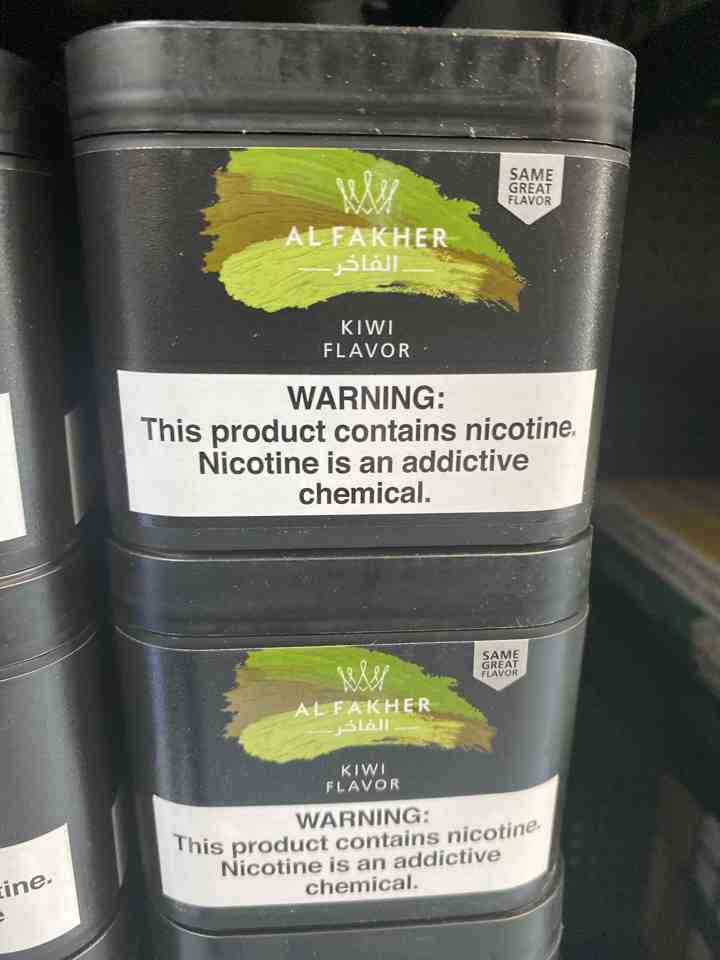 SAME
GREAT
FLAVOR
AL FAKHER
الفاخر
KIWI
FLAVOR
WARNING:
This product contains nicotine.
Nicotine is an addictive
chemical.
SAME
GREAT
FLAVOR
AL FAKHER
الفاخر
KIWI
FLAVOR
WARNING:
This product contains nicotine.
Nicotine is an addictive
chemical.
tine.
e